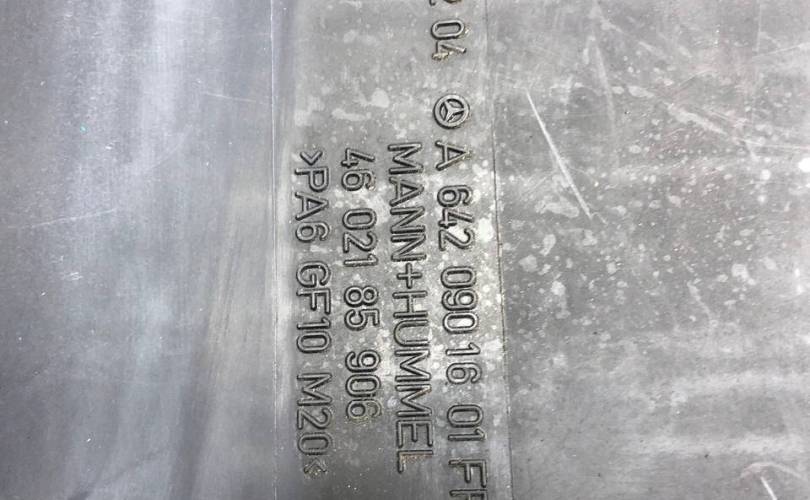 04
A 642 090 16 01
MANN+HUMMEL
46 021 85 906
>PA6 GF10 M20<